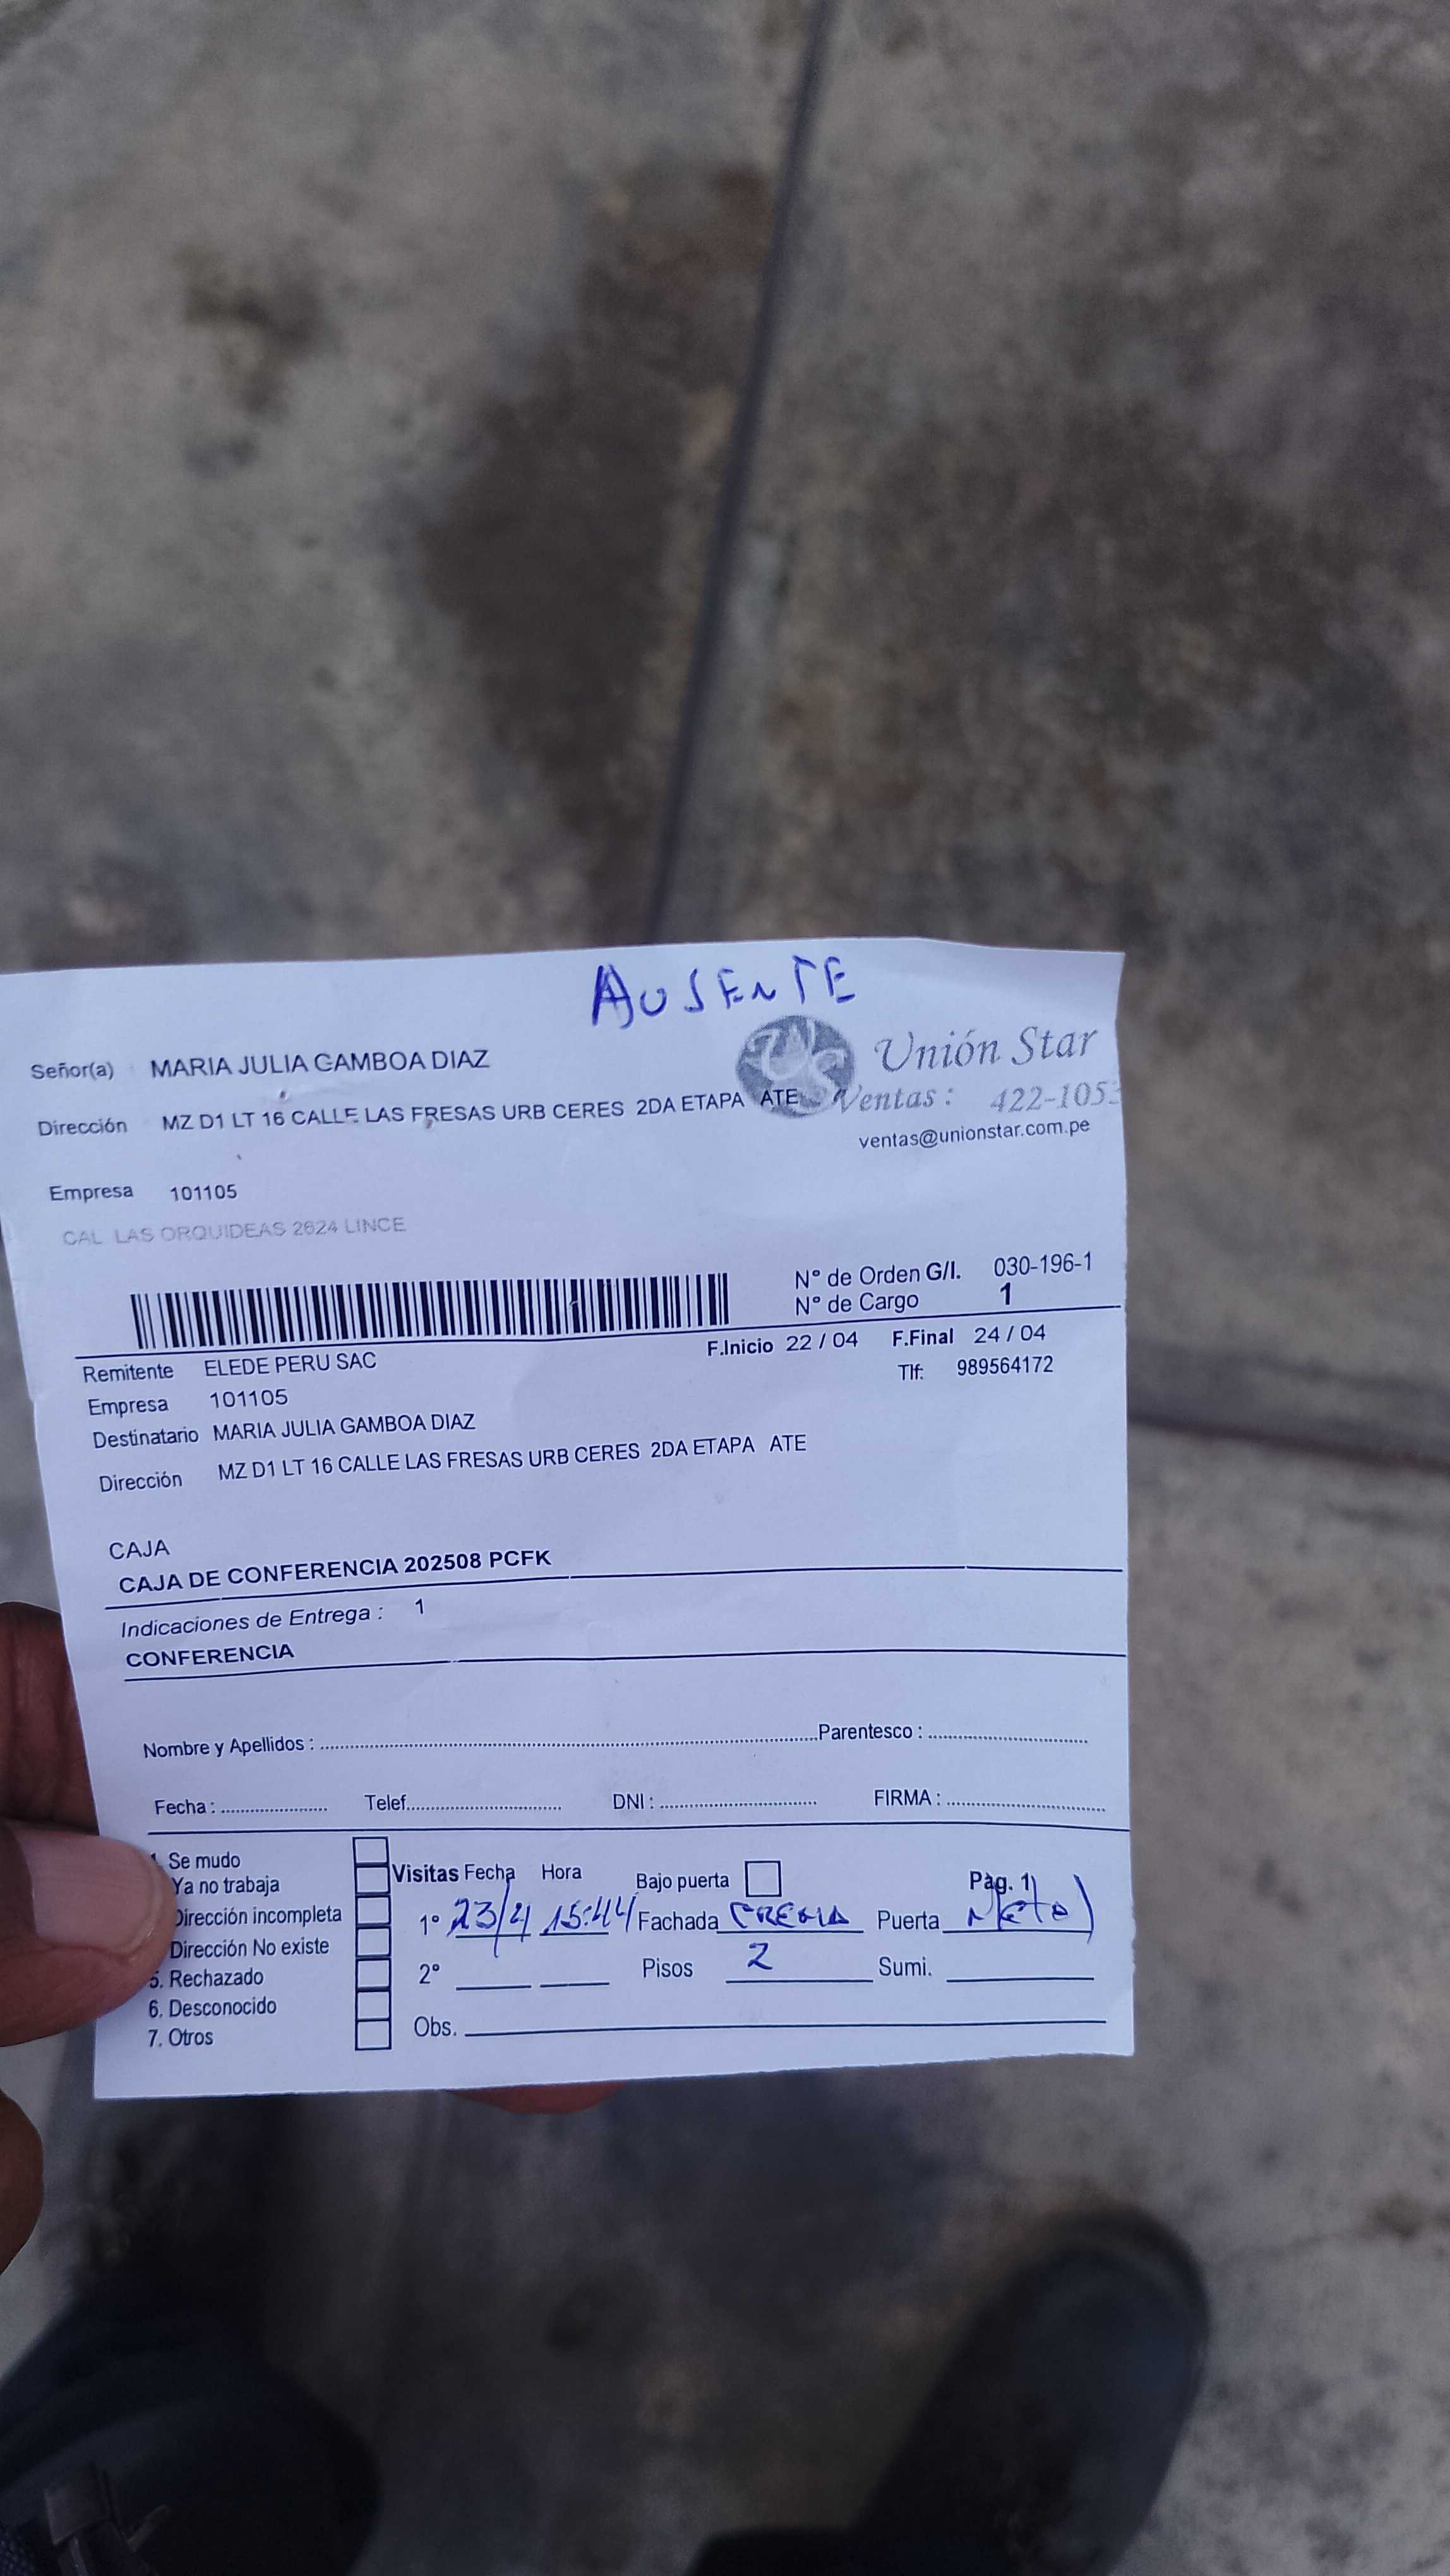 AUSENTE
Señor(a) MARIA JULIA GAMBOA DIAZ
Unión Star
Dirección MZ D1 LT 16 CALLE LAS FRESAS URB CERES 2DA ETAPA ATE
Ventas : 422-1053
ventas@unionstar.com.pe
Empresa 101105
CAL LAS ORQUIDEAS 2624 LINCE
N° de Orden G/I. 030-196-1
N° de Cargo 1
F.Inicio 22 / 04 F.Final 24 / 04
Remitente ELEDE PERU SAC
Tlf: 989564172
Empresa 101105
Destinatario MARIA JULIA GAMBOA DIAZ
Dirección MZ D1 LT 16 CALLE LAS FRESAS URB CERES 2DA ETAPA ATE
CAJA
CAJA DE CONFERENCIA 202508 PCFK
Indicaciones de Entrega : 1
CONFERENCIA
Nombre y Apellidos : Parentesco :
Fecha : Telef. DNI : FIRMA :
Se mudo
Ya no trabaja
Dirección incompleta
Dirección No existe
5. Rechazado
6. Desconocido
7. Otros
Visitas Fecha Hora Bajo puerta Pàg. 1
1° 23/4 15:44 Fachada CREMA Puerta
2° Pisos 2 Sumi.
Obs.